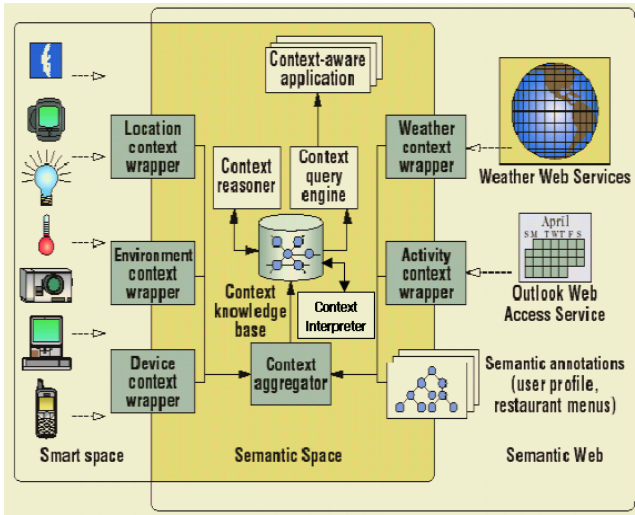 Context-aware
application
Location
context
wrapper
Context
reasoner
Context
query
engine
Weather
context
wrapper
Weather Web Services
April
S M T W T F S
Environment
context
wrapper
Context
knowledge
base
Context
Interpreter
Activity
context
wrapper
Outlook Web
Access Service
Device
context
wrapper
Context
aggregator
Semantic annotations
(user profile,
restaurant menus)
Smart space
Semantic Space
Semantic Web